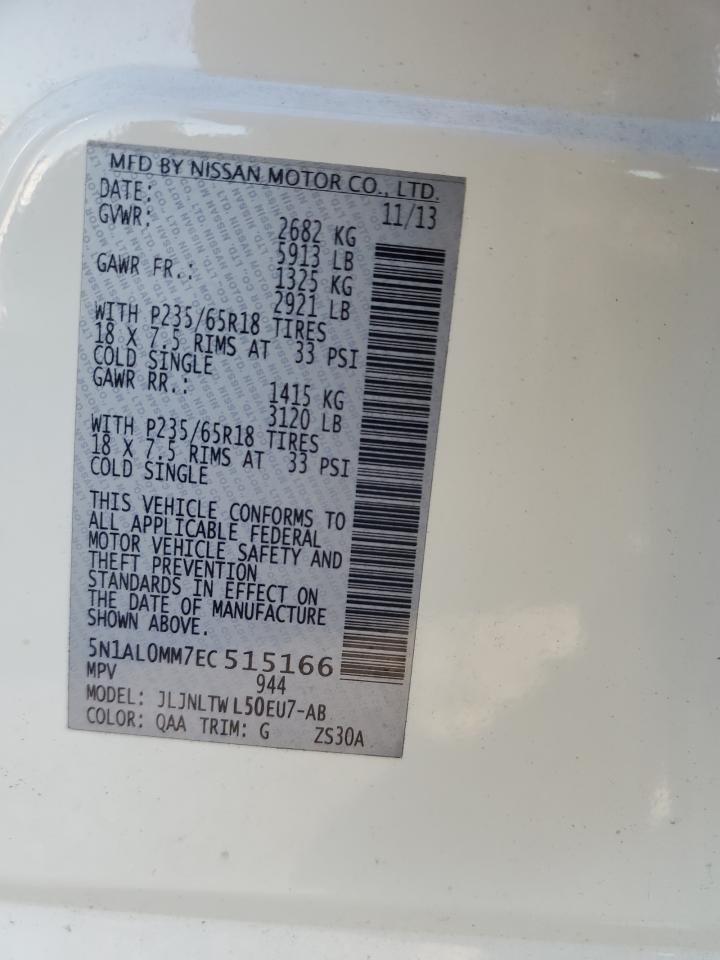 MFD BY NISSAN MOTOR CO., LTD.
DATE: 11/13
GVWR: 2682 KG
5913 LB
GAWR FR.: 1325 KG
2921 LB
WITH P235/65R18 TIRES
18 X 7.5 RIMS AT 33 PSI
COLD SINGLE
GAWR RR.: 1415 KG
3120 LB
WITH P235/65R18 TIRES
18 X 7.5 RIMS AT 33 PSI
COLD SINGLE
THIS VEHICLE CONFORMS TO
ALL APPLICABLE FEDERAL
MOTOR VEHICLE SAFETY AND
THEFT PREVENTION
STANDARDS IN EFFECT ON
THE DATE OF MANUFACTURE
SHOWN ABOVE.
5N1AL0MM7EC515166
MPV 944
MODEL: JLJNLTWL50EU7-AB
COLOR: QAA TRIM: G ZS30A